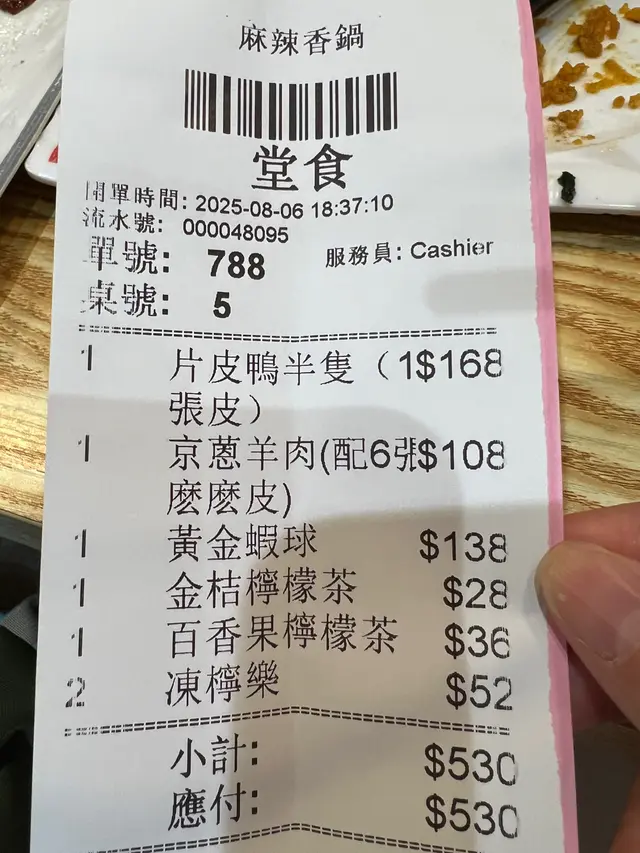 麻辣香鍋
堂食
開單時間: 2025-08-06 18:37:10
流水號: 000048095
單號: 788 服務員: Cashier
桌號: 5
1 片皮鴨半隻（1$168
張皮）
1 京蔥羊肉(配6張$108
麽麽皮)
1 黃金蝦球 $138
1 金桔檸檬茶 $28
1 百香果檸檬茶 $36
2 凍檸樂 $52
小計: $530
應付: $530